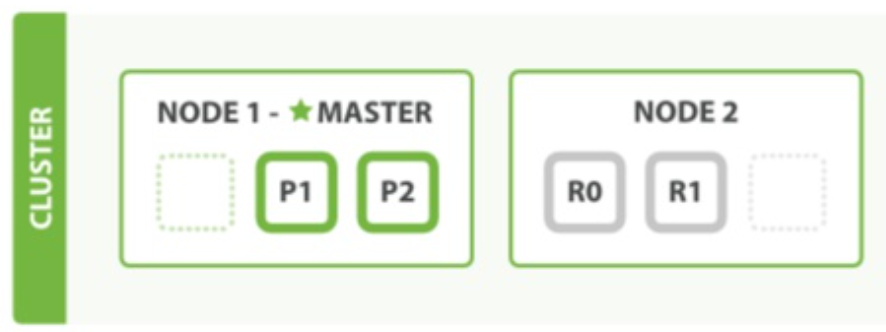 CLUSTER
NODE 1 - ★ MASTER
P1 P2
NODE 2
R0 R1